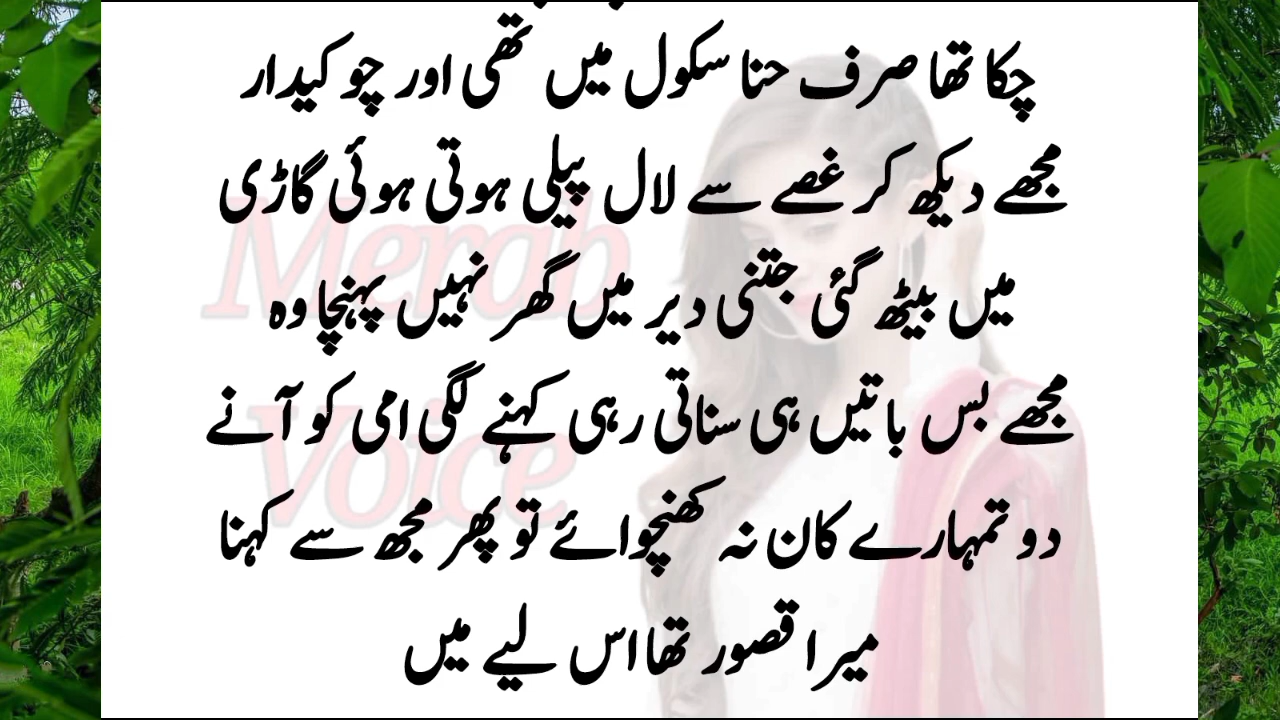 چکا تھا صرف حنا سکول میں تھی اور چوکیدار
مجھے دیکھ کر غصے سے لال پیلی ہوتی ہوئی گاڑی
میں بیٹھ گئی جتنی دیر میں گھر نہیں پہنچا وہ
مجھے بس باتیں ہی سناتی رہی کہنے لگی امی کو آنے
دو تمہارے کان نہ کھنچوائے تو پھر مجھ سے کہنا
میرا قصور تھا اس لیے میں
Merab
Voice